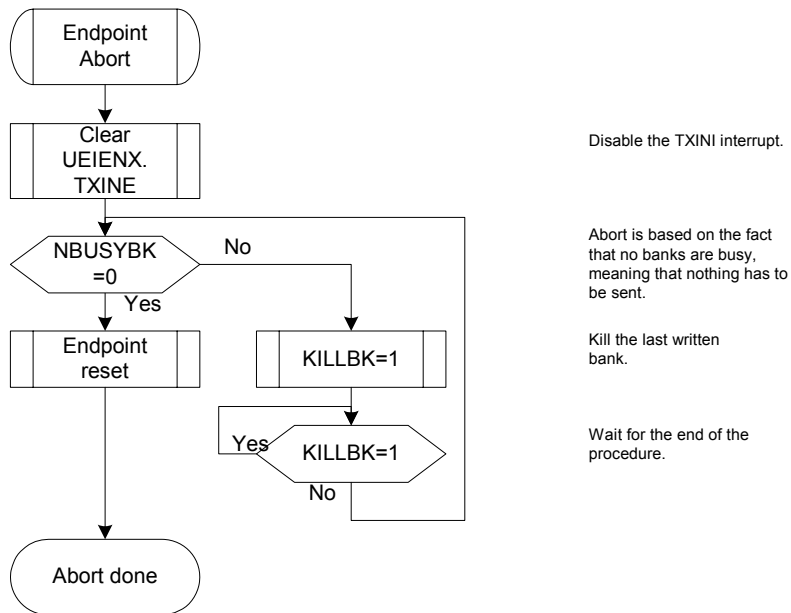 Endpoint
Abort
Clear
UEIENX.
TXINE
Disable the TXINI interrupt.
NBUSYBK
=0
No
Yes
Abort is based on the fact
that no banks are busy,
meaning that nothing has to
be sent.
Endpoint
reset
KILLBK=1
Kill the last written
bank.
Yes
KILLBK=1
No
Wait for the end of the
procedure.
Abort done